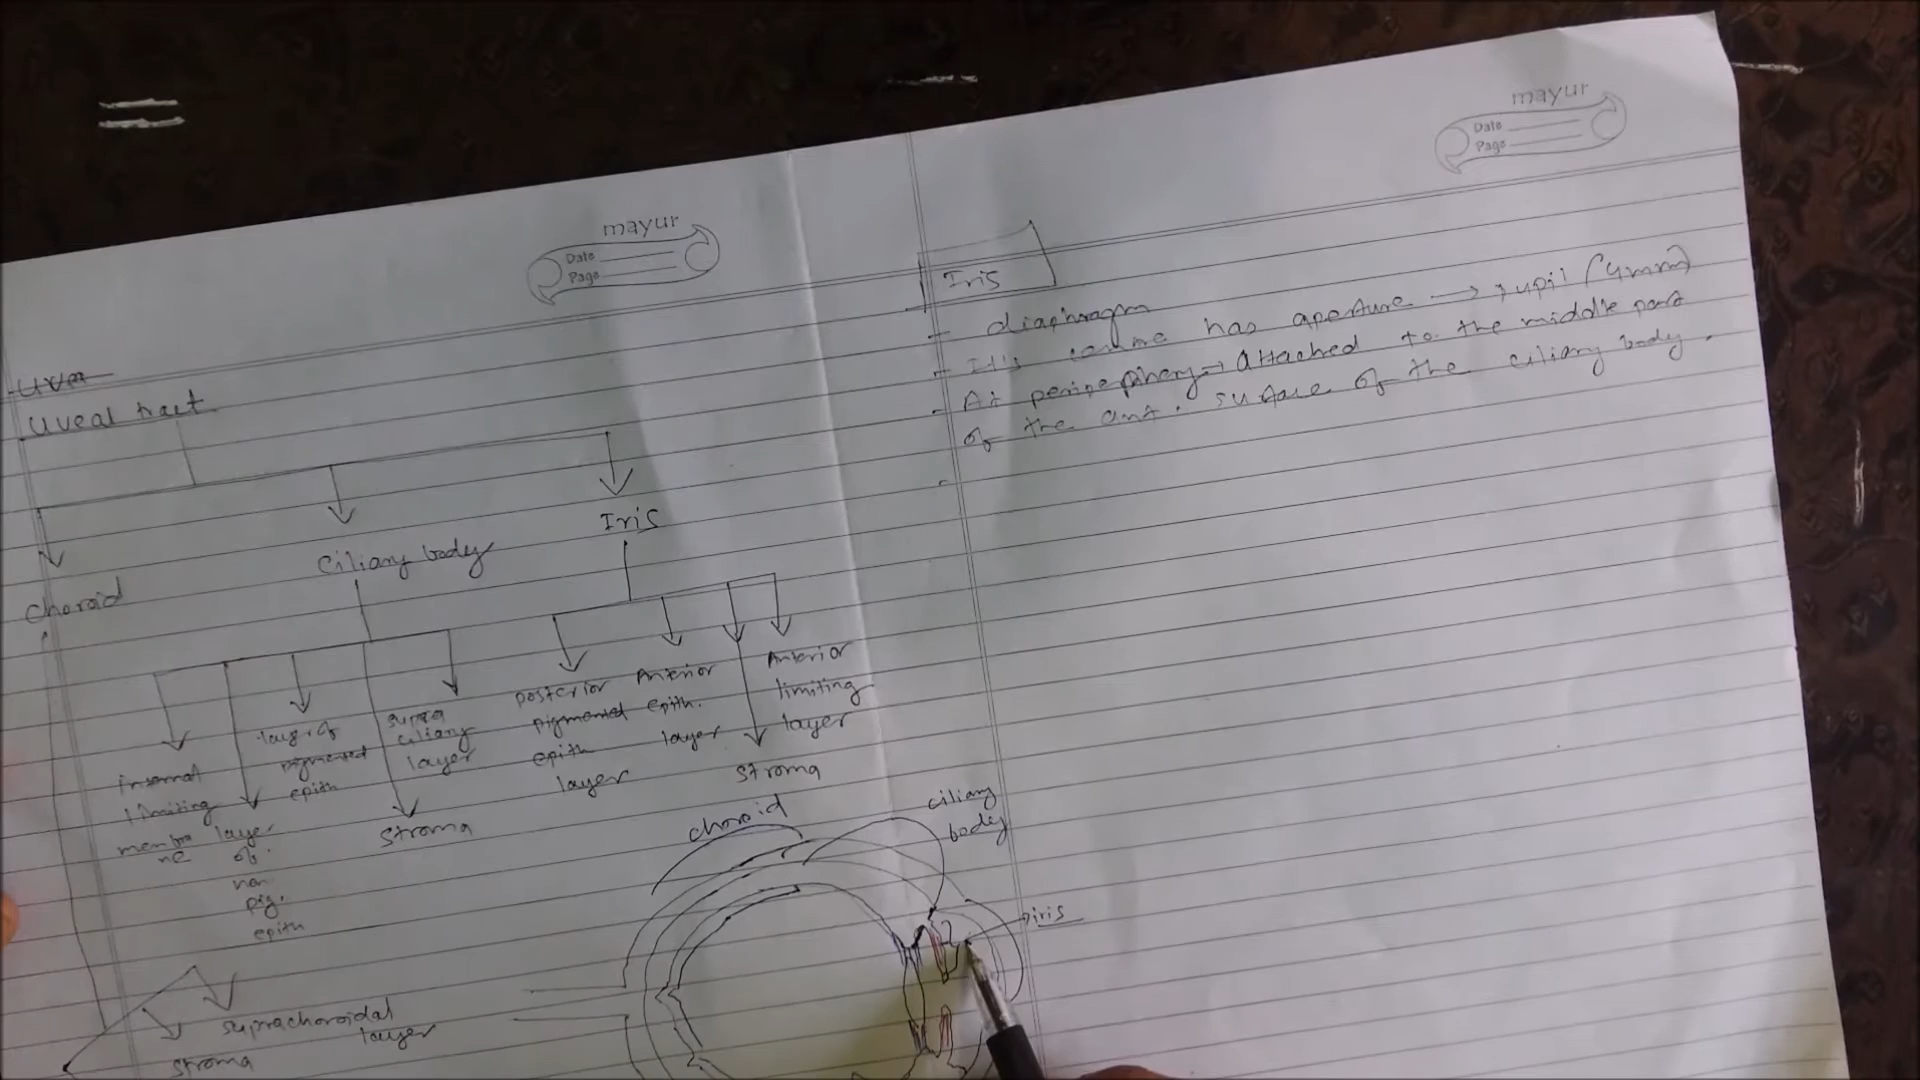 mayur
Date
Page
Uvea
Uveal tract
Choroid
Ciliary body
Iris
internal
limiting
membra
ne
layer
of
non
pig.
epith
layer of
pigmented
epith
Stroma
supra
ciliary
layer
posterior
pigmented
epith
layer
Anterior
epith.
layer
Stroma
Anterior
limiting
layer
Suprachoroidal
layer
Stroma
choroid
ciliary
body
iris
mayur
Date
Page
Iris
- diaphragm
- It's has aperture → pupil (4mm)
- At periphery → Attached to the middle part
of the ant. surface of the ciliary body.